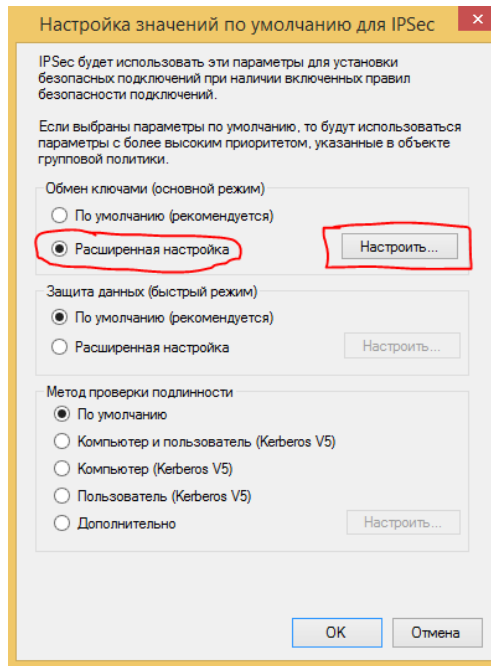 Настройка значений по умолчанию для IPSec
IPSec будет использовать эти параметры для установки
безопасных подключений при наличии включенных правил
безопасности подключений.
Если выбраны параметры по умолчанию, то будут использоваться
параметры с более высоким приоритетом, указанные в объекте
групповой политики.
Обмен ключами (основной режим)
По умолчанию (рекомендуется)
Расширенная настройка
Настроить...
Защита данных (быстрый режим)
По умолчанию (рекомендуется)
Расширенная настройка
Настроить...
Метод проверки подлинности
По умолчанию
Компьютер и пользователь (Kerberos V5)
Компьютер (Kerberos V5)
Пользователь (Kerberos V5)
Дополнительно
Настроить...
OK
Отмена